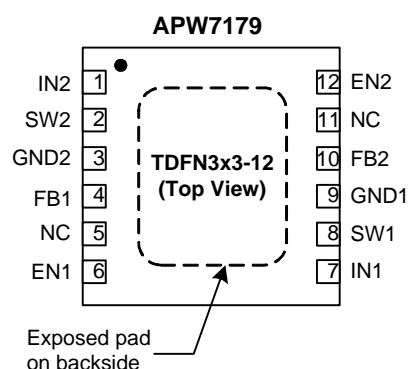 APW7179
IN2 1
SW2 2
GND2 3
FB1 4
NC 5
EN1 6
TDFN3x3-12
(Top View)
12 EN2
11 NC
10 FB2
9 GND1
8 SW1
7 IN1
Exposed pad
on backside